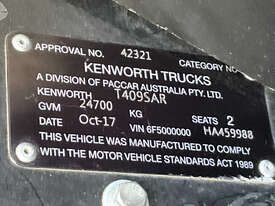 APPROVAL NO. 42321 CATEGORY NO
KENWORTH TRUCKS
A DIVISION OF PACCAR AUSTRALIA PTY. LTD.
KENWORTH T409SAR
GVM 24700 KG SEATS 2
DATE Oct-17 VIN 6F5000000 HA459988
THIS VEHICLE WAS MANUFACTURED TO COMPLY
WITH THE MOTOR VEHICLE STANDARDS ACT 1989